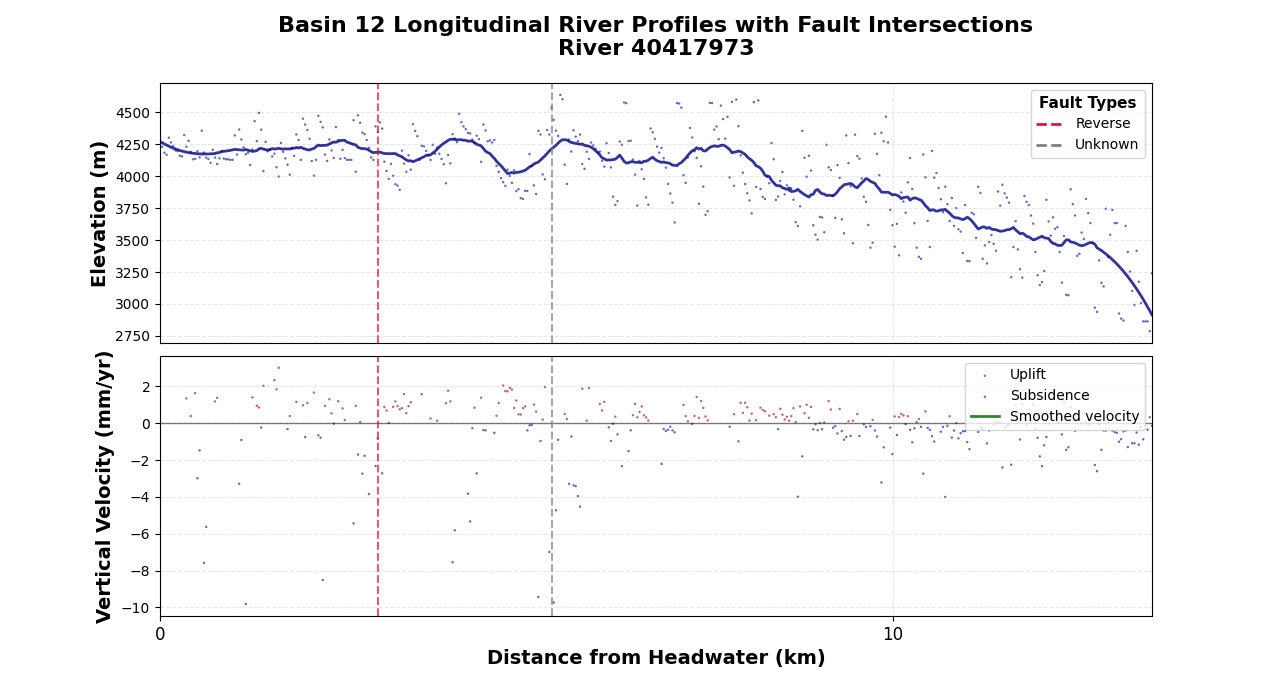 Basin 12 Longitudinal River Profiles with Fault Intersections
River 40417973
Elevation (m)
4500
4250
4000
3750
3500
3250
3000
2750
Fault Types
Reverse
Unknown
Vertical Velocity (mm/yr)
2
0
−2
−4
−6
−8
−10
Uplift
Subsidence
Smoothed velocity
0
10
Distance from Headwater (km)